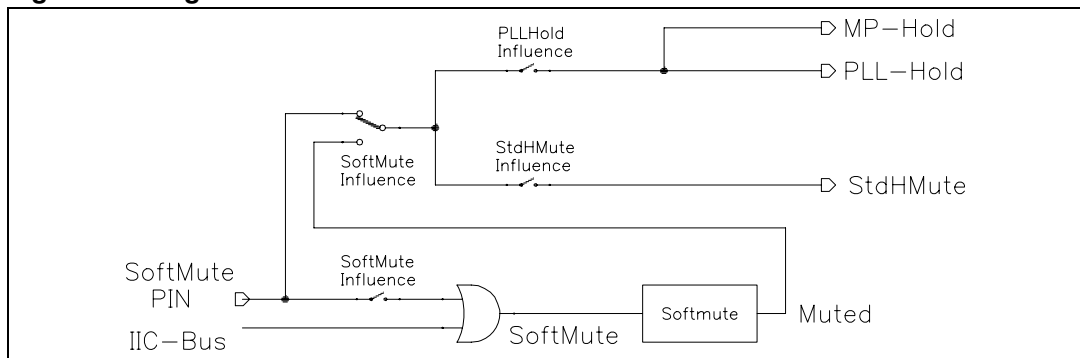 PLLHold
Influence
MP-Hold
PLL-Hold
SoftMute
Influence
StdHMute
Influence
StdHMute
SoftMute
PIN
SoftMute
Influence
IIC-Bus
SoftMute
Softmute
Muted